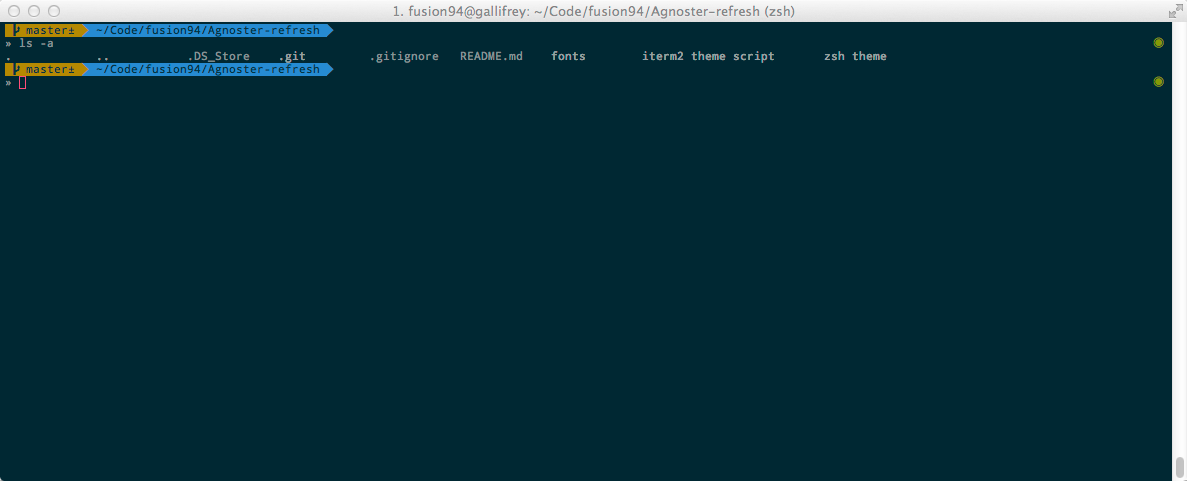 1. fusion94@gallifrey: ~/Code/fusion94/Agnoster-refresh (zsh)
master± ~/Code/fusion94/Agnoster-refresh
» ls -a
. .. .DS_Store .git .gitignore README.md fonts iterm2 theme script zsh theme
master± ~/Code/fusion94/Agnoster-refresh
»